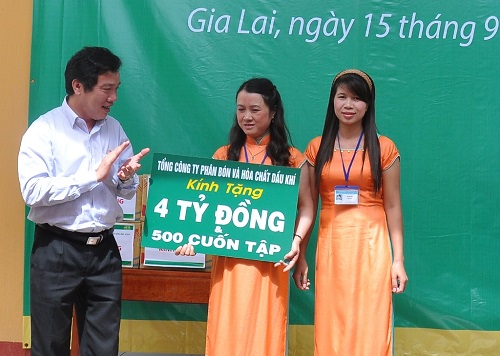 Gia Lai, ngày 15 tháng 9
TỔNG CÔNG TY PHÂN BÓN VÀ HÓA CHẤT DẦU KHÍ
Kính Tặng
4 TỶ ĐỒNG
&
500 CUỐN TẬP